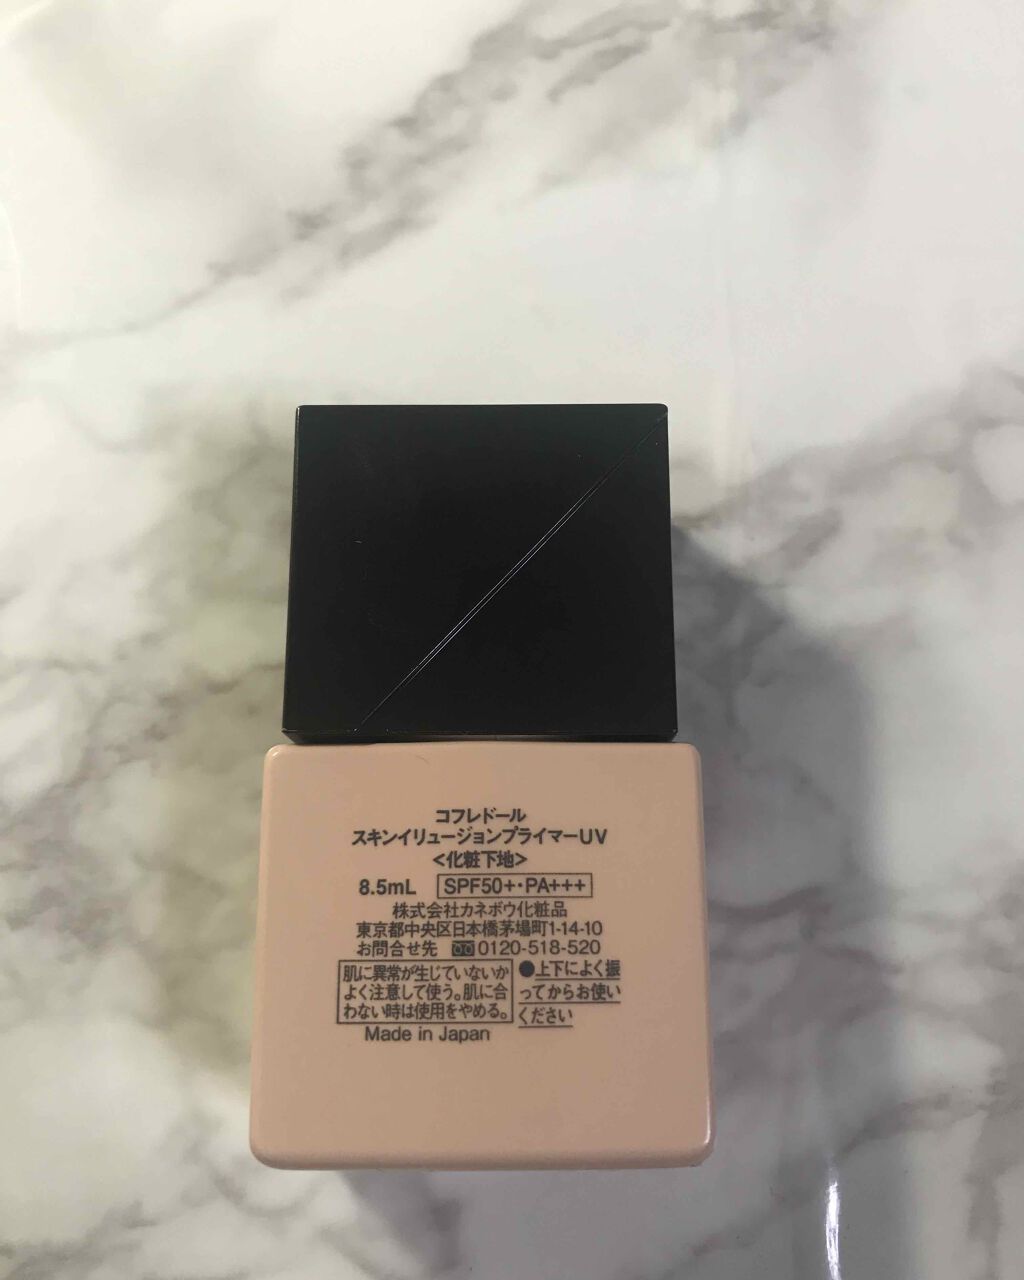 コフレドール
スキンイリュージョンプライマーUV
<化粧下地>
8.5mL SPF50+・PA+++
株式会社カネボウ化粧品
東京都中央区日本橋茅場町1-14-10
お問合せ先 0120-518-520
肌に異常が生じていないか
よく注意して使う。肌に合
わない時は使用をやめる。
●上下によく振
ってからお使い
ください
Made in Japan